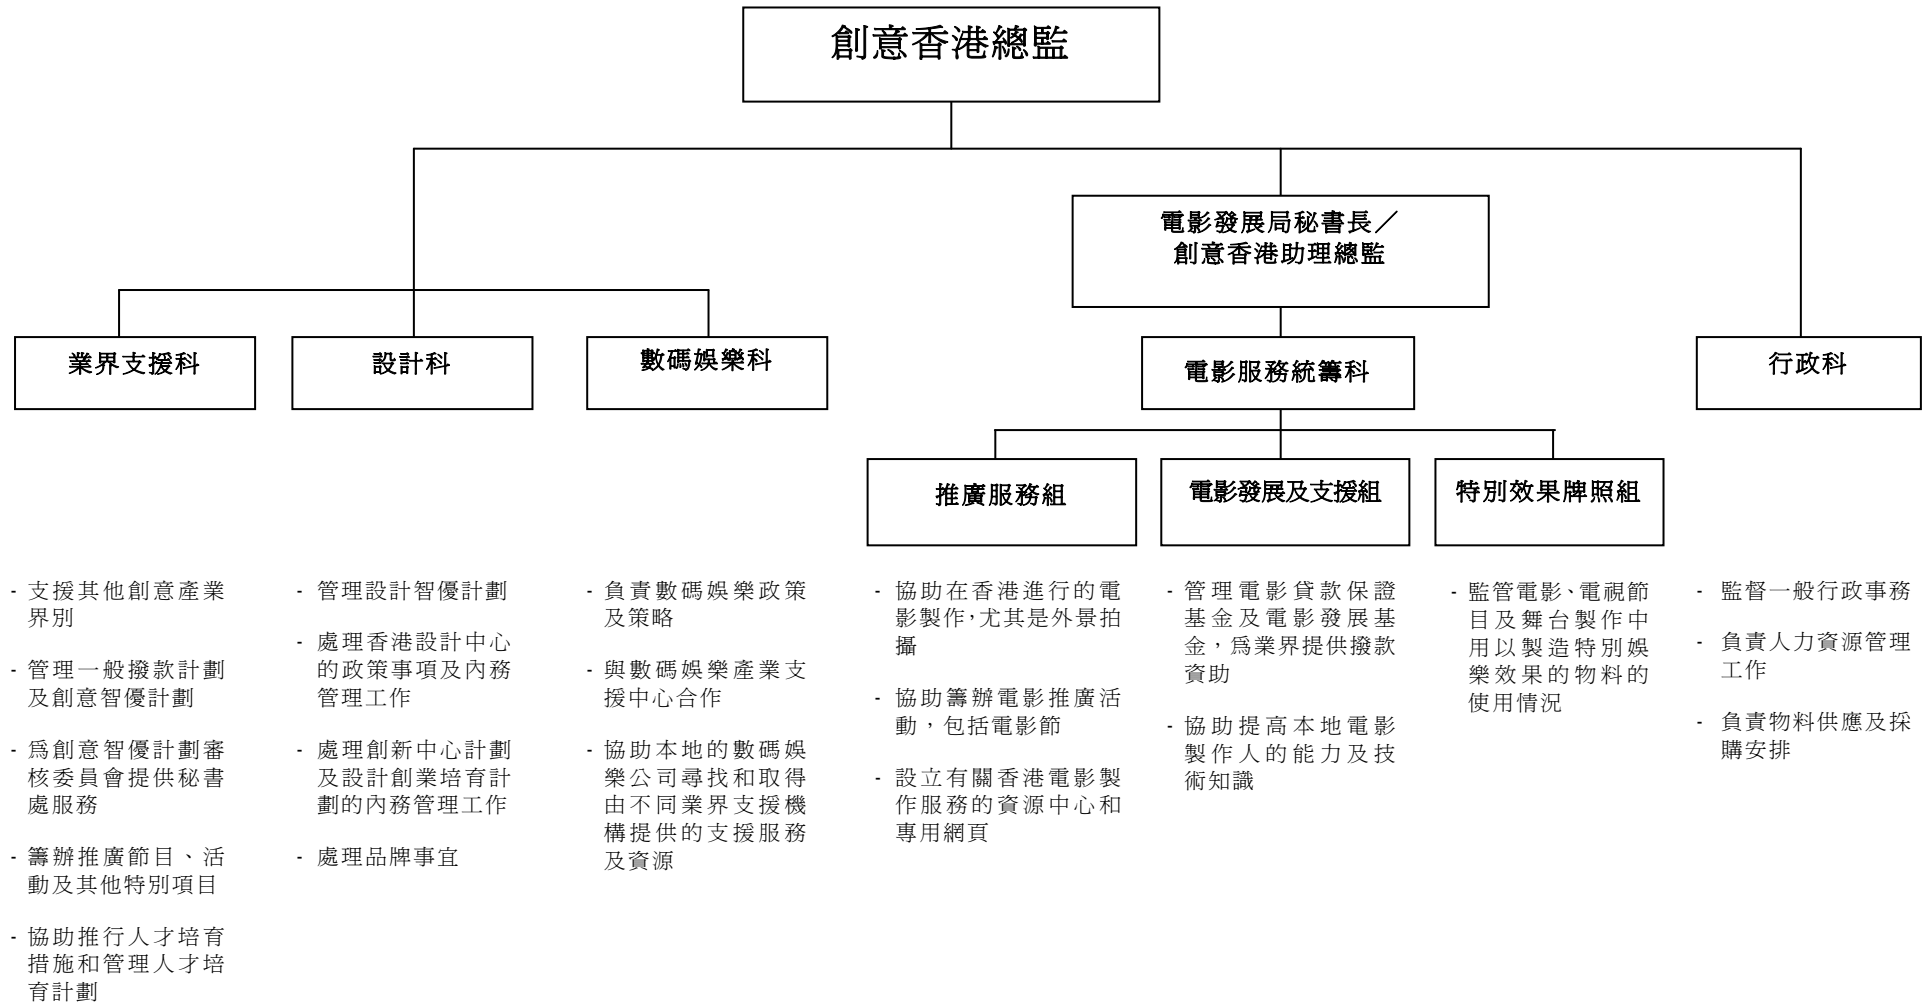 創意香港總監
電影發展局秘書長／
創意香港助理總監
業界支援科
設計科
數碼娛樂科
電影服務統籌科
行政科
推廣服務組
電影發展及支援組
特別效果牌照組
- 支援其他創意產業
界別
- 管理一般撥款計劃
及創意智優計劃
- 為創意智優計劃審
核委員會提供秘書
處服務
- 籌辦推廣節目、活
動及其他特別項目
- 協助推行人才培育
措施和管理人才培
育計劃
- 管理設計智優計劃
- 處理香港設計中心
的政策事項及內務
管理工作
- 處理創新中心計劃
及設計創業培育計
劃的內務管理工作
- 處理品牌事宜
- 負責數碼娛樂政策
及策略
- 與數碼娛樂產業支
援中心合作
- 協助本地的數碼娛
樂公司尋找和取得
由不同業界支援機
構提供的支援服務
及資源
- 協助在香港進行的電
影製作，尤其是外景拍
攝
- 協助籌辦電影推廣活
動，包括電影節
- 設立有關香港電影製
作服務的資源中心和
專用網頁
- 管理電影貸款保證
基金及電影發展基
金，為業界提供撥款
資助
- 協助提高本地電影
製作人的能力及技
術知識
- 監管電影、電視節
目及舞台製作中
用以製造特別娛
樂效果的物料的
使用情況
- 監督一般行政事務
- 負責人力資源管理
工作
- 負責物料供應及採
購安排